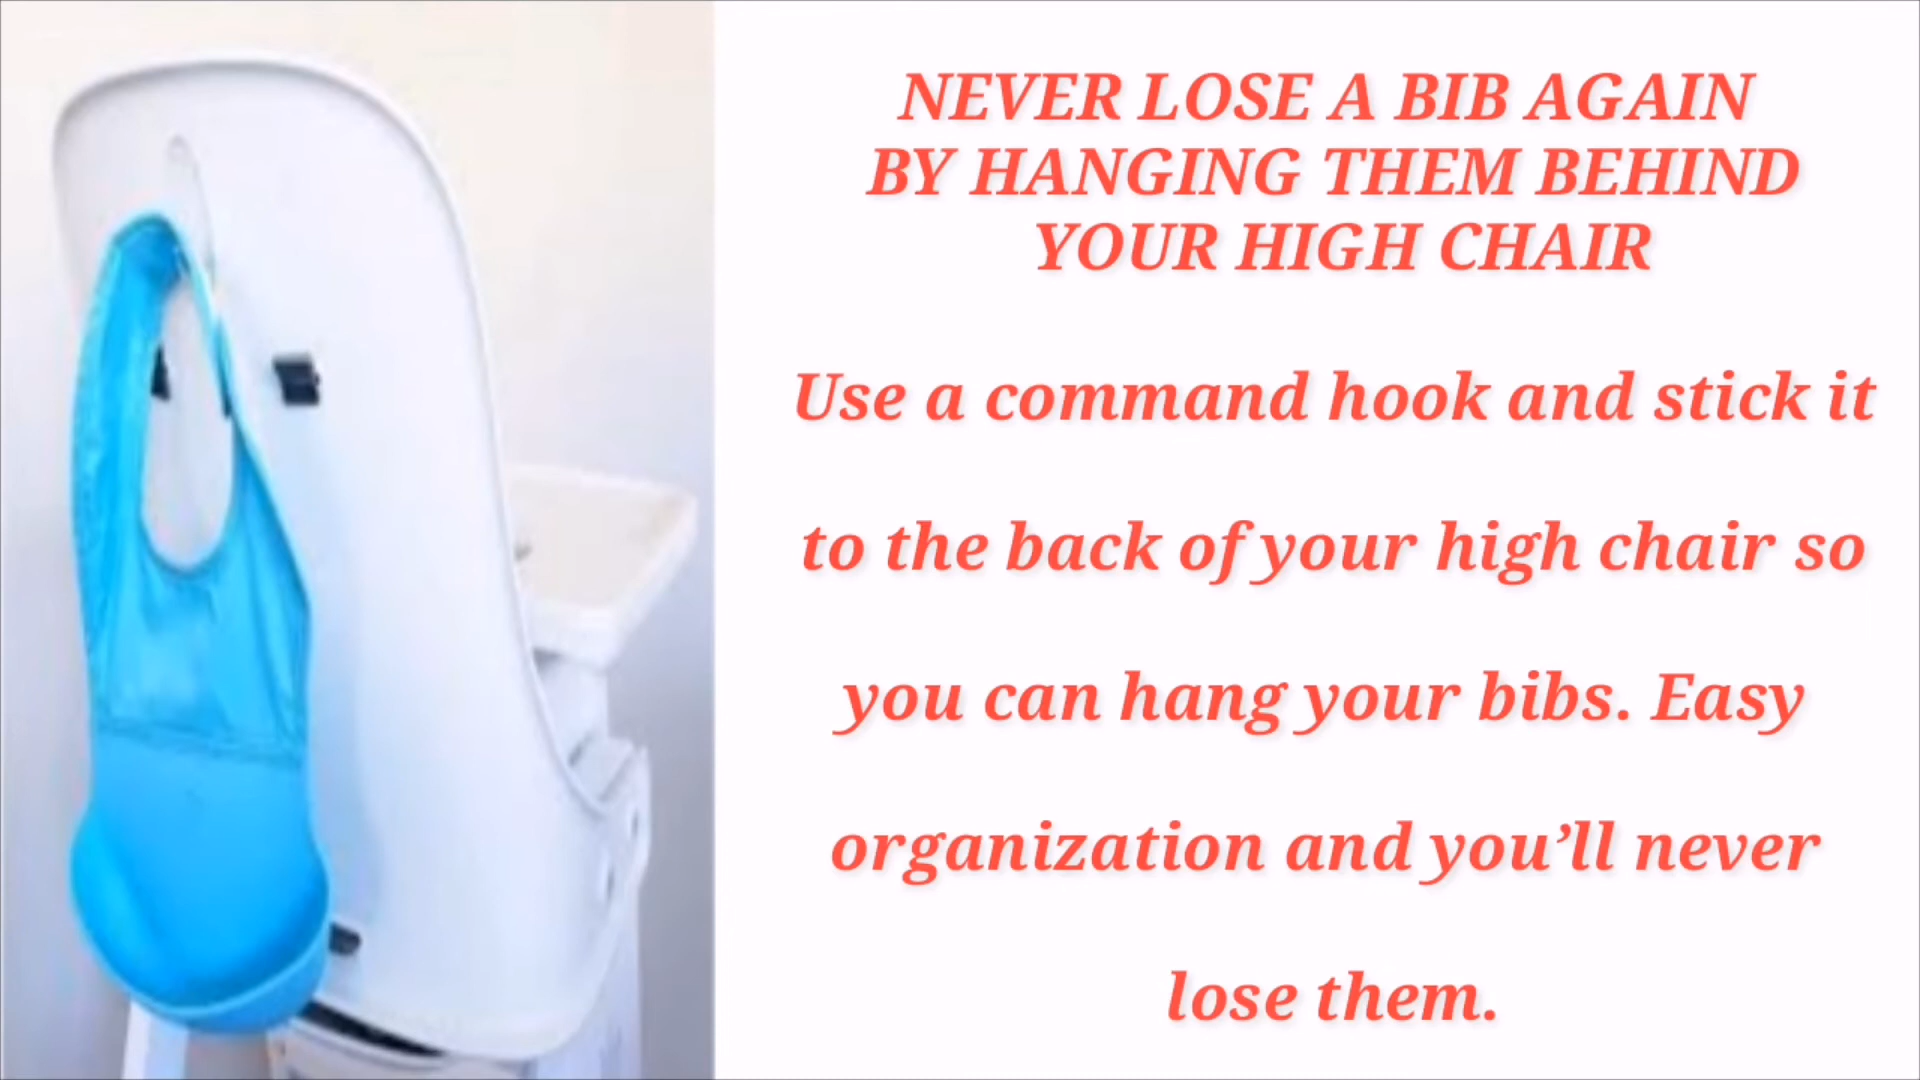 NEVER LOSE A BIB AGAIN
BY HANGING THEM BEHIND
YOUR HIGH CHAIR
Use a command hook and stick it
to the back of your high chair so
you can hang your bibs. Easy
organization and you’ll never
lose them.